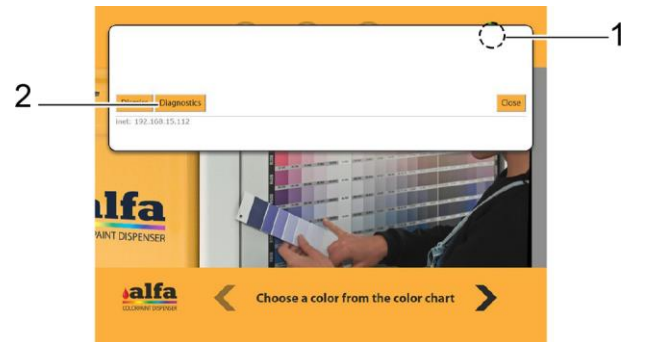 1
2
Diagnostics
Close
inet: 192.168.15.112
alfa
PAINT DISPENSER
alfa
COLORPAINT DISPENSER
Choose a color from the color chart